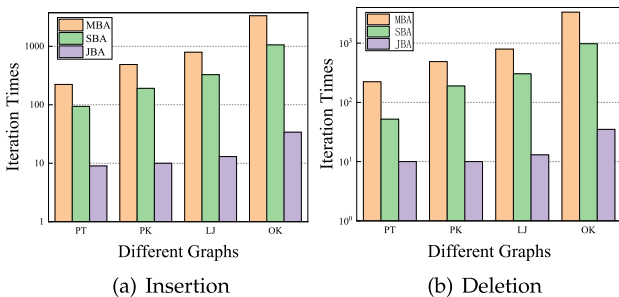 MBA
SBA
JBA
1000
100
10
1
Iteration Times
PT PK LJ OK
Different Graphs
(a) Insertion
MBA
SBA
JBA
10³
10²
10¹
10⁰
Iteration Times
PT PK LJ OK
Different Graphs
(b) Deletion